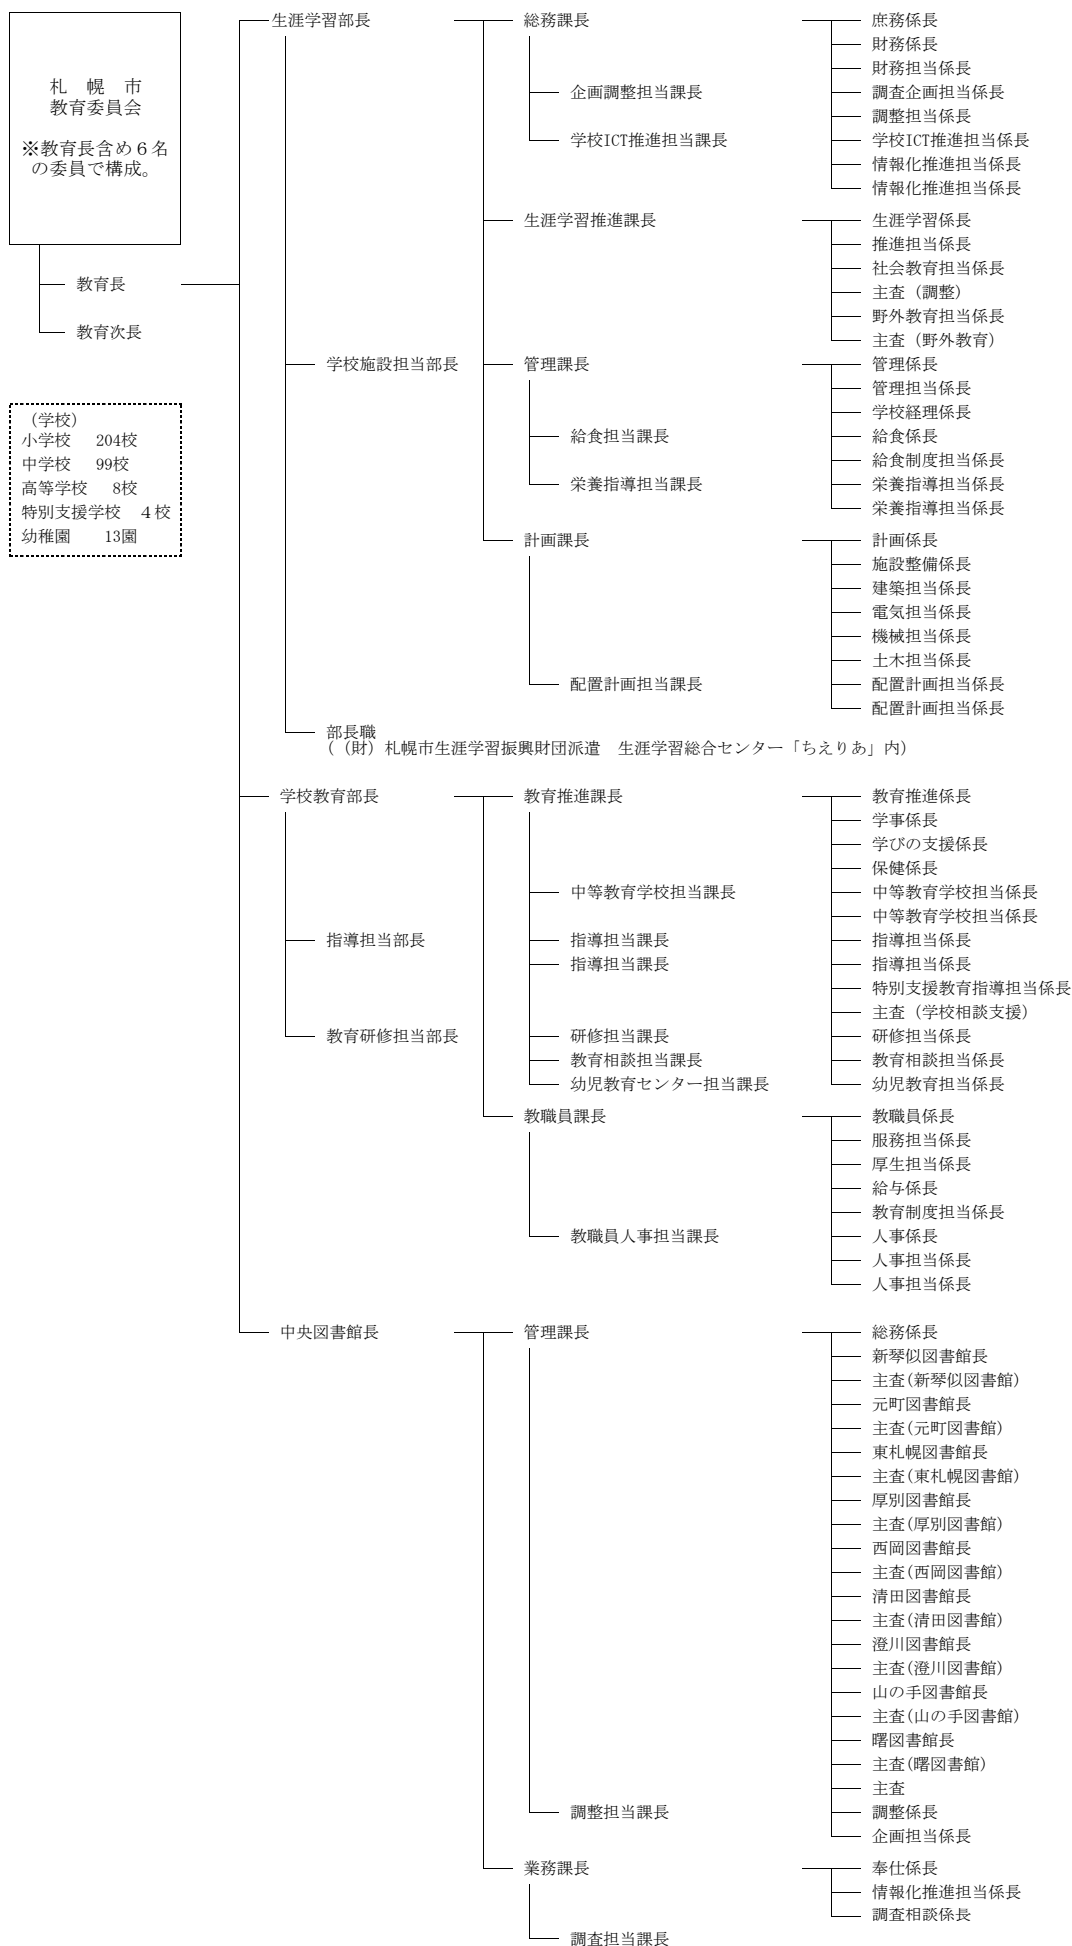 札　幌　市
教育委員会
※教育長含め６名
の委員で構成。
教育長
教育次長
（学校）
小学校　204校
中学校　99校
高等学校　8校
特別支援学校　４校
幼稚園　13園
生涯学習部長
学校施設担当部長
部長職
（（財）札幌市生涯学習振興財団派遣　生涯学習総合センター「ちえりあ」内）
総務課長
企画調整担当課長
学校ICT推進担当課長
庶務係長
財務係長
財務担当係長
調査企画担当係長
調整担当係長
学校ICT推進担当係長
情報化推進担当係長
情報化推進担当係長
生涯学習推進課長
生涯学習係長
推進担当係長
社会教育担当係長
主査（調整）
野外教育担当係長
主査（野外教育）
管理課長
給食担当課長
栄養指導担当課長
管理係長
管理担当係長
学校経理係長
給食係長
給食制度担当係長
栄養指導担当係長
栄養指導担当係長
計画課長
配置計画担当課長
計画係長
施設整備係長
建築担当係長
電気担当係長
機械担当係長
土木担当係長
配置計画担当係長
配置計画担当係長
学校教育部長
指導担当部長
教育研修担当部長
教育推進課長
中等教育学校担当課長
指導担当課長
指導担当課長
研修担当課長
教育相談担当課長
幼児教育センター担当課長
教育推進係長
学事係長
学びの支援係長
保健係長
中等教育学校担当係長
中等教育学校担当係長
指導担当係長
指導担当係長
特別支援教育指導担当係長
主査（学校相談支援）
研修担当係長
教育相談担当係長
幼児教育担当係長
教職員課長
教職員人事担当課長
教職員係長
服務担当係長
厚生担当係長
給与係長
教育制度担当係長
人事係長
人事担当係長
人事担当係長
中央図書館長
管理課長
調整担当課長
総務係長
新琴似図書館長
主査(新琴似図書館)
元町図書館長
主査(元町図書館)
東札幌図書館長
主査(東札幌図書館)
厚別図書館長
主査(厚別図書館)
西岡図書館長
主査(西岡図書館)
清田図書館長
主査(清田図書館)
澄川図書館長
主査(澄川図書館)
山の手図書館長
主査(山の手図書館)
曙図書館長
主査(曙図書館)
主査
調整係長
企画担当係長
業務課長
調査担当課長
奉仕係長
情報化推進担当係長
調査相談係長